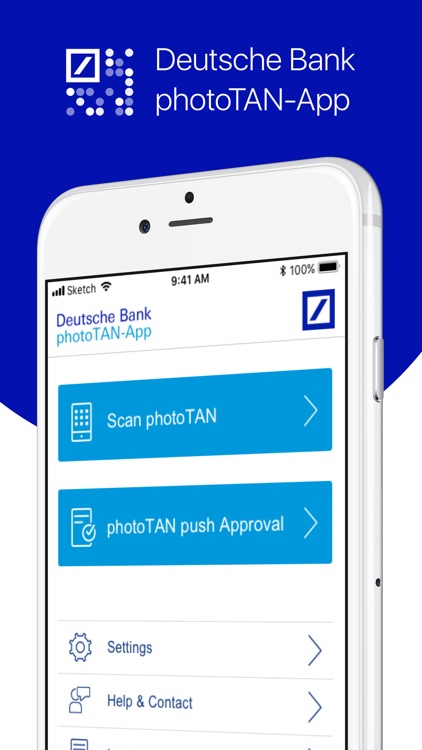 Deutsche Bank
photoTAN-App
Sketch
9:41 AM
100%
Deutsche Bank
photoTAN-App
Scan photoTAN
photoTAN push Approval
Settings
Help & Contact